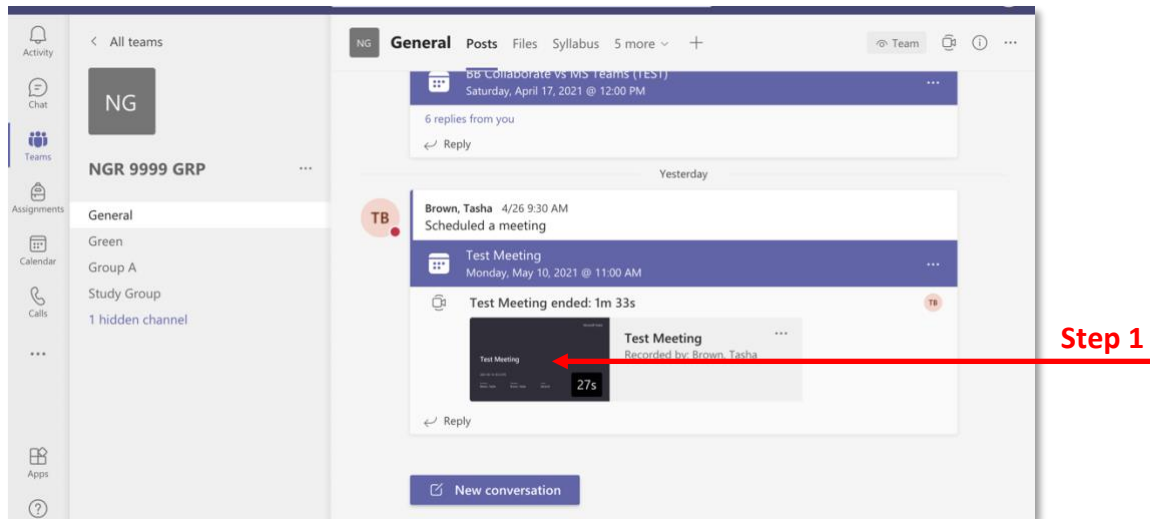 Activity
Chat
Teams
Assignments
Calendar
Calls
Apps
All teams
NG
NGR 9999 GRP
General
Green
Group A
Study Group
1 hidden channel
NG General Posts Files Syllabus 5 more + Team
BB Collaborate vs MS Teams (TEST)
Saturday, April 17, 2021 @ 12:00 PM
6 replies from you
Reply
Yesterday
TB
Brown, Tasha 4/26 9:30 AM
Scheduled a meeting
Test Meeting
Monday, May 10, 2021 @ 11:00 AM
Test Meeting ended: 1m 33s
TB
Test Meeting
27s
Test Meeting
Recorded by: Brown, Tasha
Reply
New conversation
Step 1